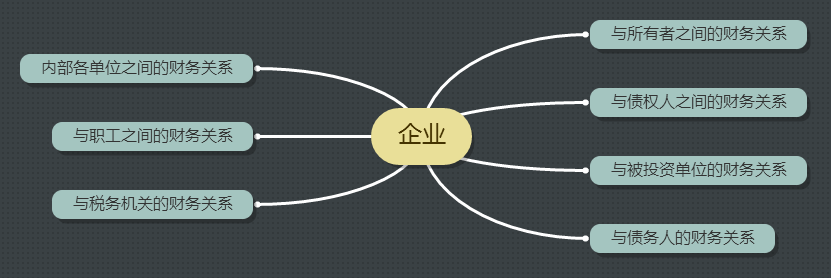 企业
与所有者之间的财务关系
与债权人之间的财务关系
与被投资单位的财务关系
与债务人的财务关系
内部各单位之间的财务关系
与职工之间的财务关系
与税务机关的财务关系